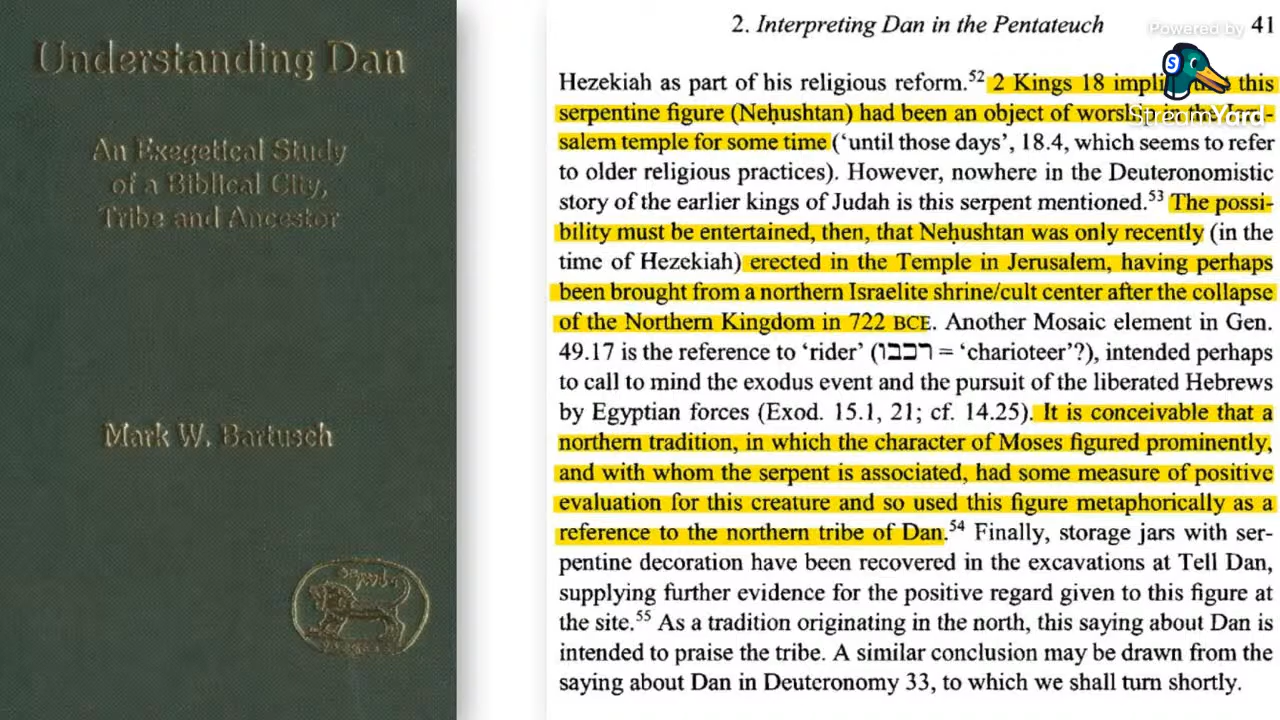 Understanding Dan
An Exegetical Study
of a Biblical City,
Tribe and Ancestor
Mark W. Bartusch
2. Interpreting Dan in the Pentateuch 41
Powered by
S
StreamYard
Hezekiah as part of his religious reform.⁵² 2 Kings 18 this
serpentine figure (Neḥushtan) had been an object of worship in the
salem temple for some time (‘until those days’, 18.4, which seems to refer
to older religious practices). However, nowhere in the Deuteronomistic
story of the earlier kings of Judah is this serpent mentioned.⁵³ The possi-
bility must be entertained, then, that Neḥushtan was only recently (in the
time of Hezekiah) erected in the Temple in Jerusalem, having perhaps
been brought from a northern Israelite shrine/cult center after the collapse
of the Northern Kingdom in 722 BCE. Another Mosaic element in Gen.
49.17 is the reference to ‘rider’ (רכבו = ‘charioteer’?), intended perhaps
to call to mind the exodus event and the pursuit of the liberated Hebrews
by Egyptian forces (Exod. 15.1, 21; cf. 14.25). It is conceivable that a
northern tradition, in which the character of Moses figured prominently,
and with whom the serpent is associated, had some measure of positive
evaluation for this creature and so used this figure metaphorically as a
reference to the northern tribe of Dan.⁵⁴ Finally, storage jars with ser-
pentine decoration have been recovered in the excavations at Tell Dan,
supplying further evidence for the positive regard given to this figure at
the site.⁵⁵ As a tradition originating in the north, this saying about Dan is
intended to praise the tribe. A similar conclusion may be drawn from the
saying about Dan in Deuteronomy 33, to which we shall turn shortly.